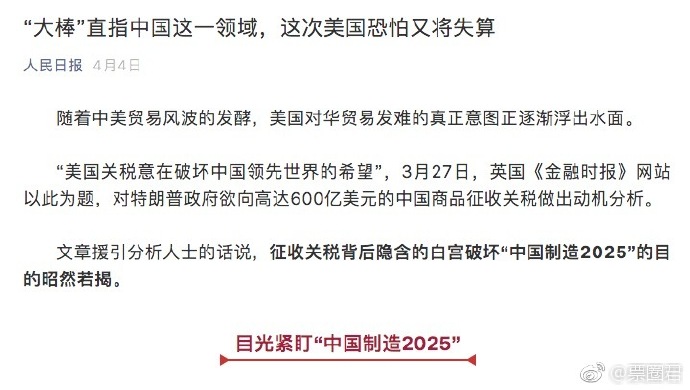 “大棒”直指中国这一领域，这次美国恐怕又将失算
人民日报 4月4日
随着中美贸易风波的发酵，美国对华贸易发难的真正意图正逐渐浮出水面。
“美国关税意在破坏中国领先世界的希望”，3月27日，英国《金融时报》网站
以此为题，对特朗普政府欲向高达600亿美元的中国商品征收关税做出动机分析。
文章援引分析人士的话说，征收关税背后隐含的白宫破坏“中国制造2025”的目
的昭然若揭。
目光紧盯“中国制造2025”
@票圈君